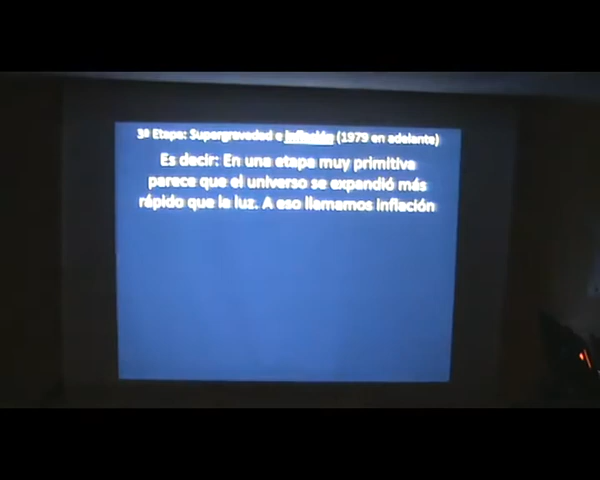 3ª Etapa: Supergravedad e inflación (1979 en adelante)
Es decir: En una etapa muy primitiva
parece que el universo se expandió más
rápido que la luz. A eso llamamos inflación